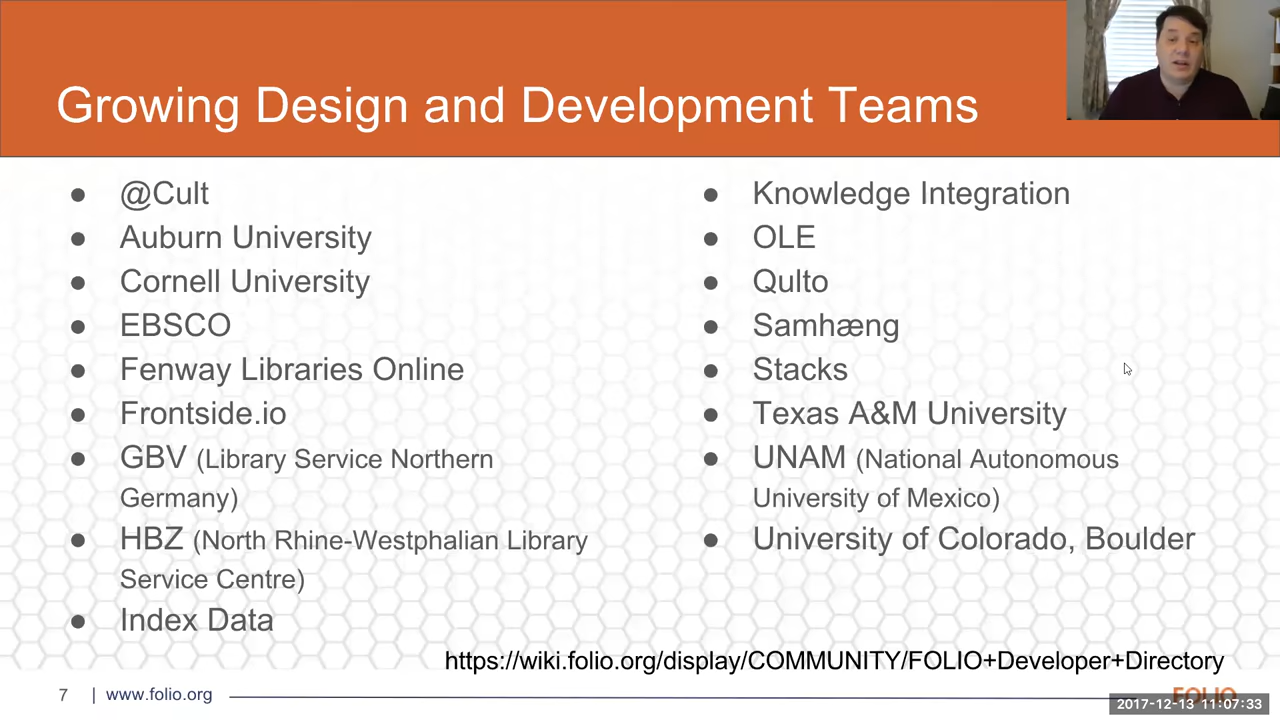 Growing Design and Development Teams
● @Cult
● Auburn University
● Cornell University
● EBSCO
● Fenway Libraries Online
● Frontside.io
● GBV (Library Service Northern
Germany)
● HBZ (North Rhine-Westphalian Library
Service Centre)
● Index Data
● Knowledge Integration
● OLE
● Qulto
● Samhæng
● Stacks
● Texas A&M University
● UNAM (National Autonomous
University of Mexico)
● University of Colorado, Boulder
https://wiki.folio.org/display/COMMUNITY/FOLIO+Developer+Directory
7 | www.folio.org
FOLIO
2017-12-13 11:07:33